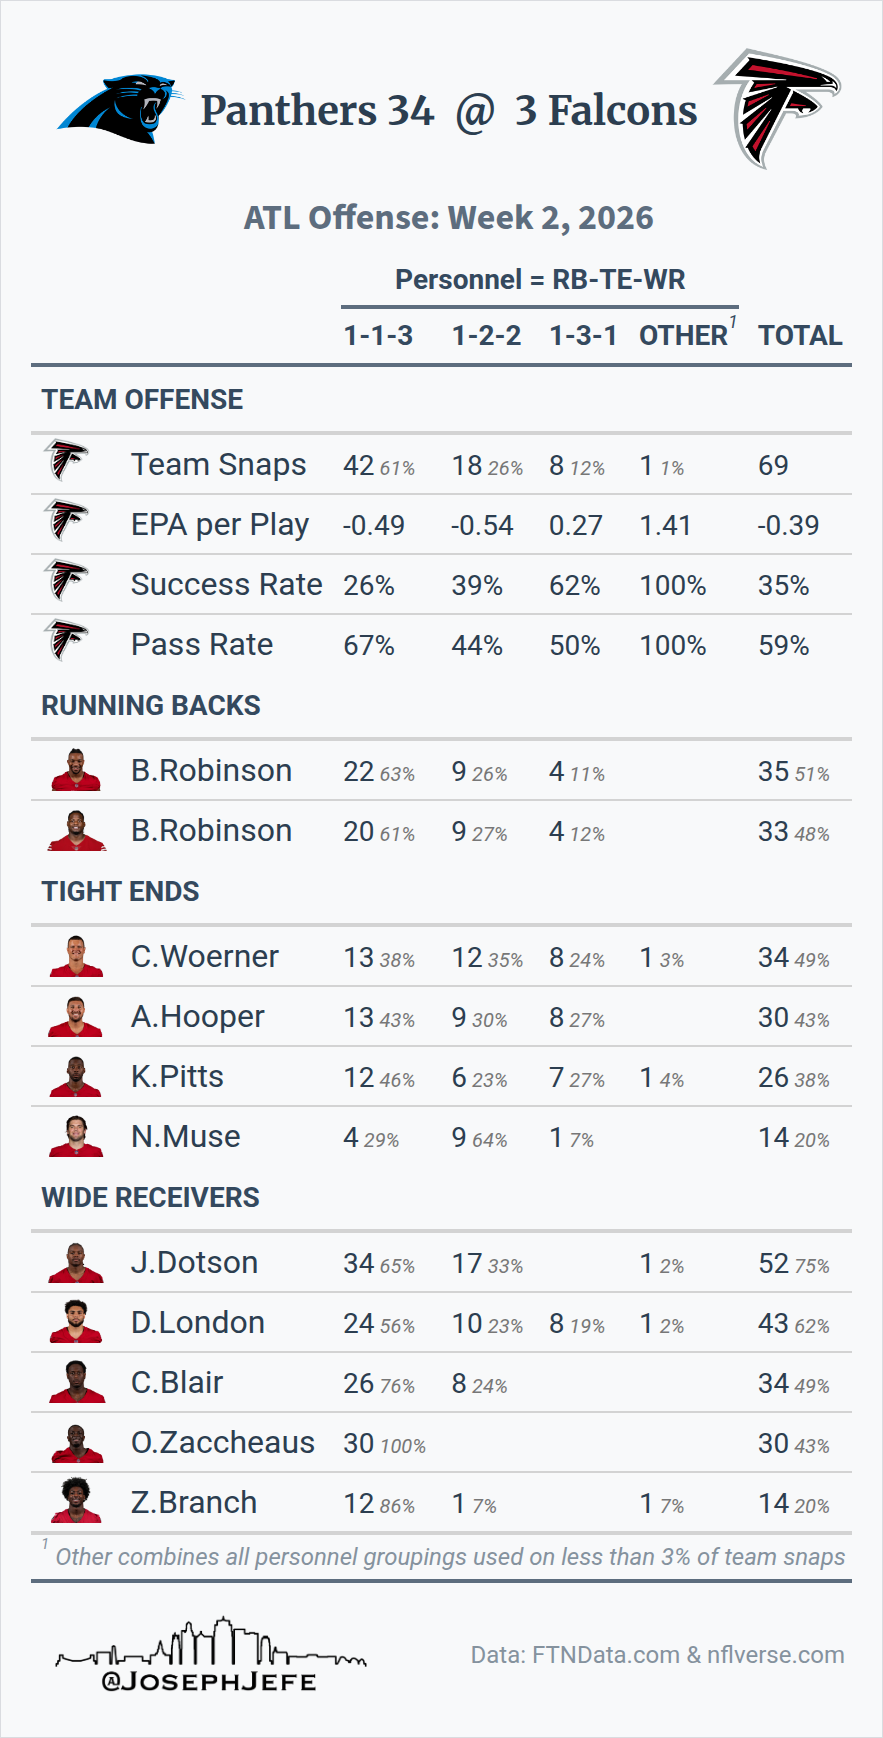 Panthers 34 @ 3 Falcons
ATL Offense: Week 2, 2026
Personnel = RB-TE-WR
1-1-3 1-2-2 1-3-1 OTHER1 TOTAL
TEAM OFFENSE
Team Snaps 42 61% 18 26% 8 12% 1 1% 69
EPA per Play -0.49 -0.54 0.27 1.41 -0.39
Success Rate 26% 39% 62% 100% 35%
Pass Rate 67% 44% 50% 100% 59%
RUNNING BACKS
B.Robinson 22 63% 9 26% 4 11% 35 51%
B.Robinson 20 61% 9 27% 4 12% 33 48%
TIGHT ENDS
C.Woerner 13 38% 12 35% 8 24% 1 3% 34 49%
A.Hooper 13 43% 9 30% 8 27% 30 43%
K.Pitts 12 46% 6 23% 7 27% 1 4% 26 38%
N.Muse 4 29% 9 64% 1 7% 14 20%
WIDE RECEIVERS
J.Dotson 34 65% 17 33% 1 2% 52 75%
D.London 24 56% 10 23% 8 19% 1 2% 43 62%
C.Blair 26 76% 8 24% 34 49%
O.Zaccheaus 30 100% 30 43%
Z.Branch 12 86% 1 7% 1 7% 14 20%
1 Other combines all personnel groupings used on less than 3% of team snaps
@JosephJefe
Data: FTNData.com & nflverse.com